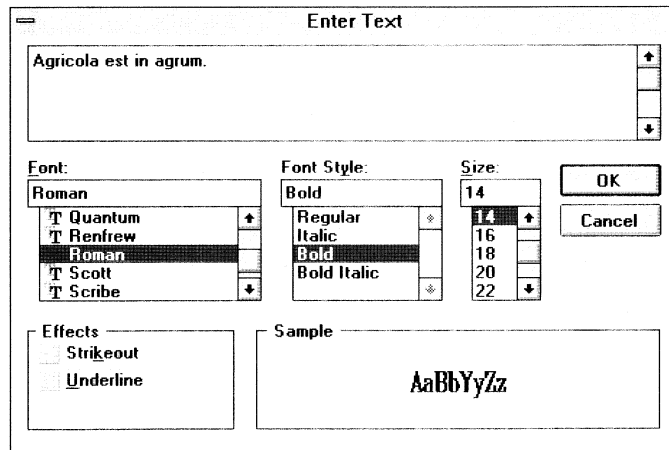 Enter Text
Agricola est in agrum.
Font: Font Style: Size:
Roman Bold 14 OK
Quantum Regular 14 Cancel
Renfrew Italic 16
Roman Bold 18
Scott Bold Italic 20
Scribe 22
Effects Sample
Strikeout
Underline AaBbYyZz